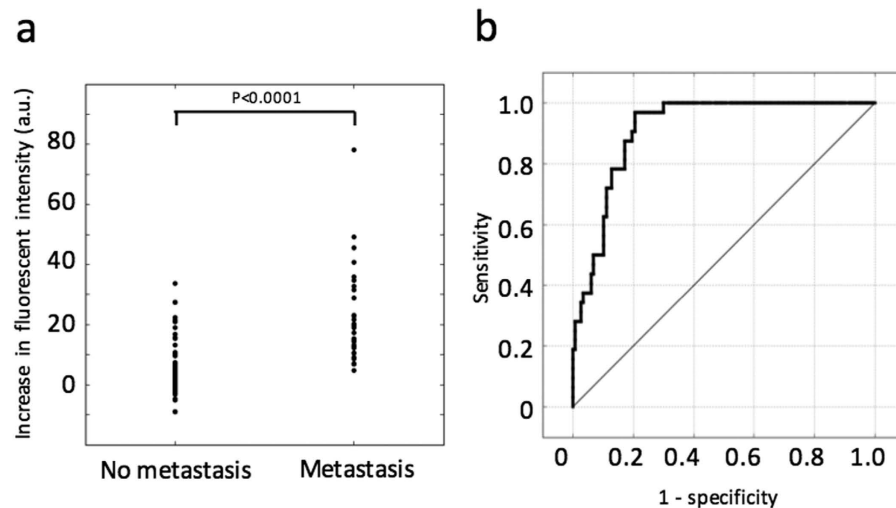 a
P<0.0001
Increase in fluorescent intensity (a.u.)
80
60
40
20
0
No metastasis
Metastasis
b
Sensitivity
1.0
0.8
0.6
0.4
0.2
0
0
0.2
0.4
0.6
0.8
1.0
1 - specificity